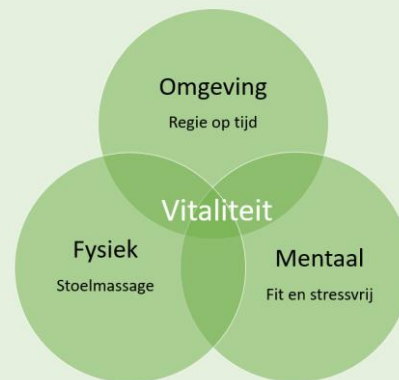 Omgeving
Regie op tijd
Vitaliteit
Fysiek
Stoelmassage
Mentaal
Fit en stressvrij